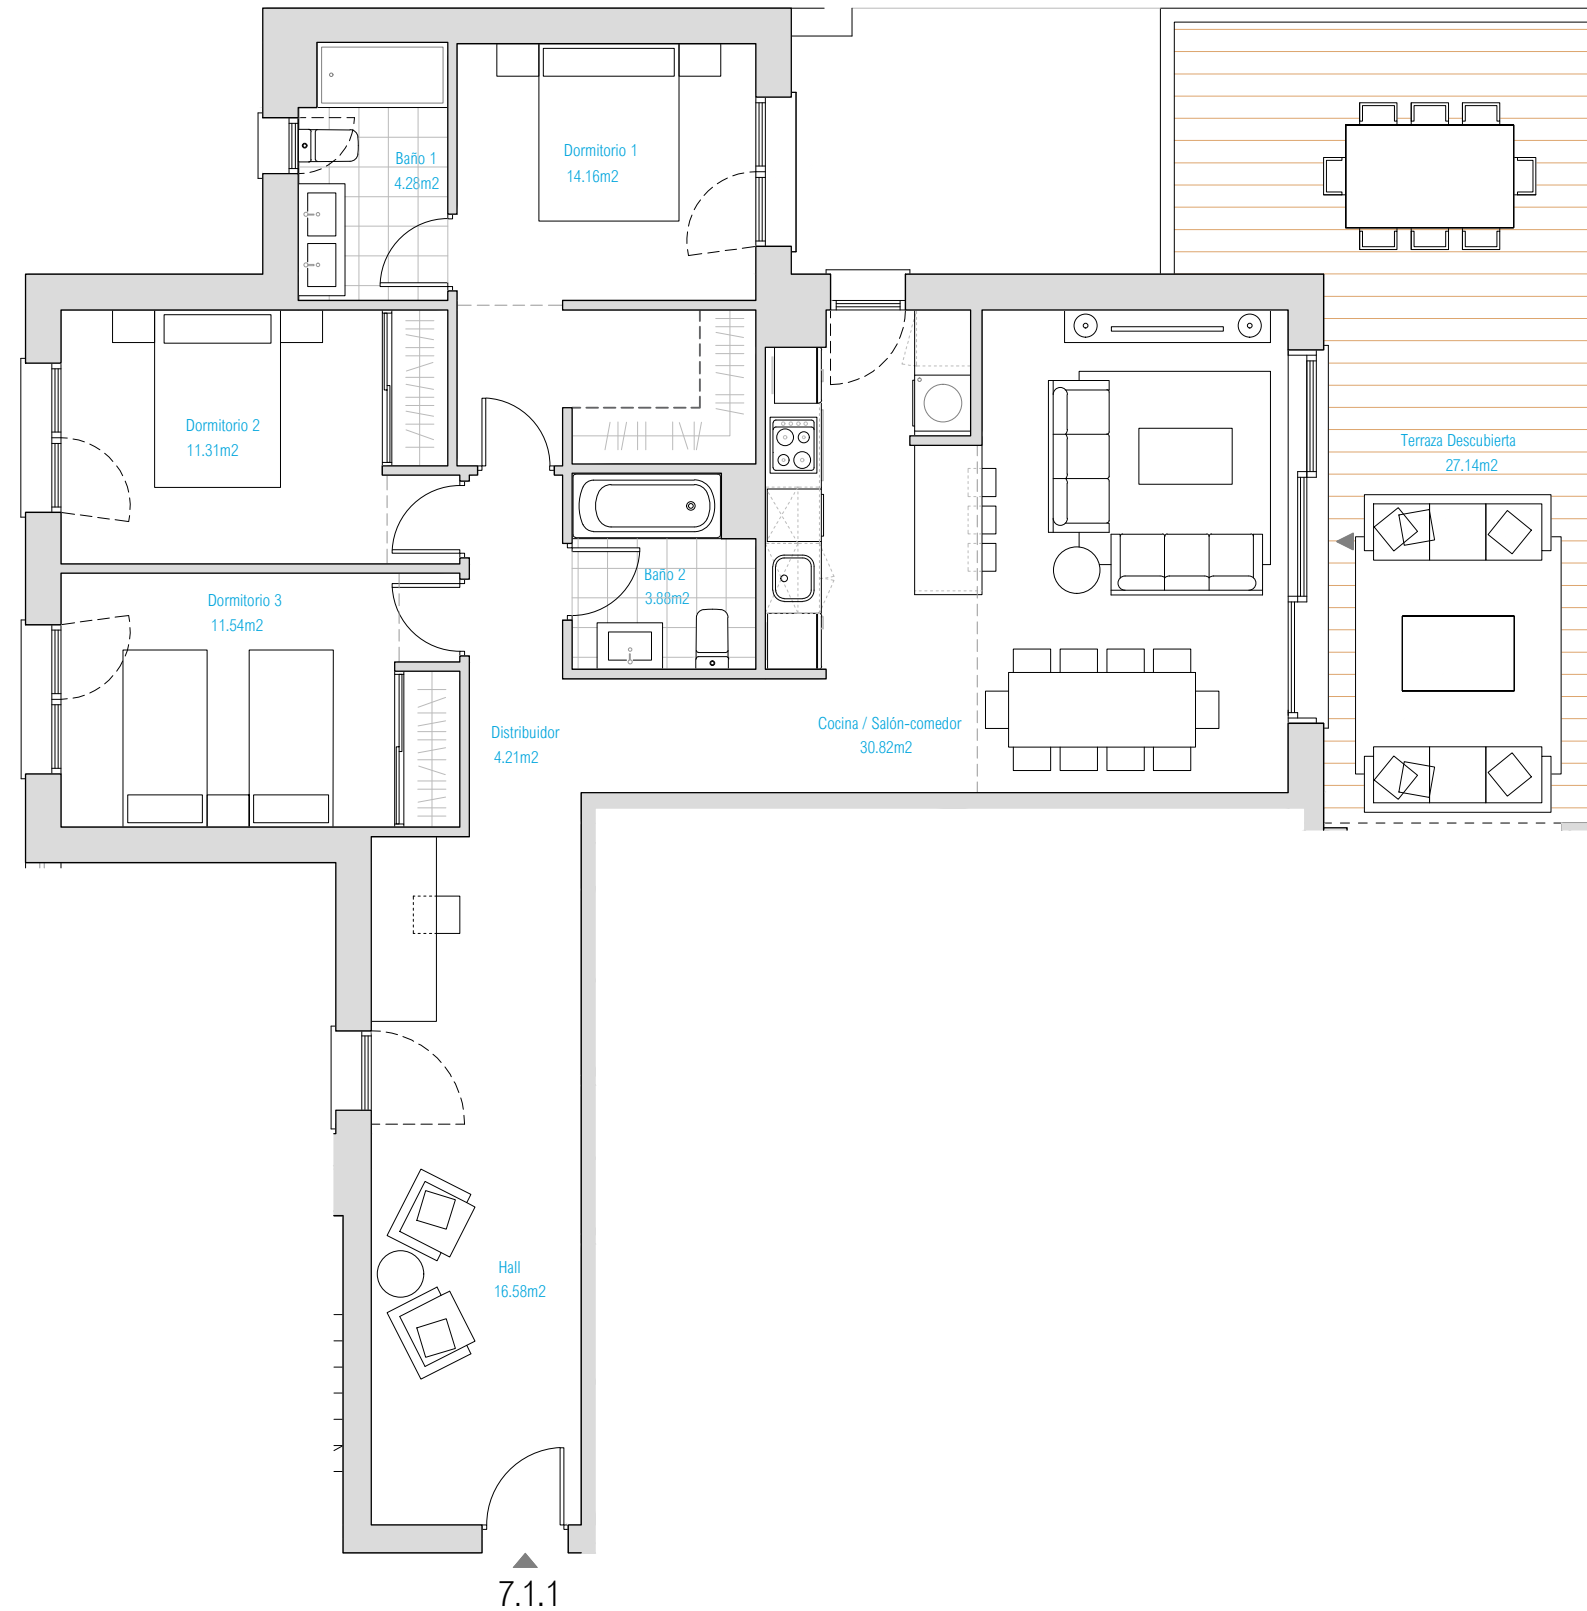 Baño 1
4.28m2
Dormitorio 1
14.16m2
Dormitorio 2
11.31m2
Terraza Descubierta
27.14m2
Baño 2
3.88m2
Dormitorio 3
11.54m2
Distribuidor
4.21m2
Cocina / Salón-comedor
30.82m2
Hall
16.58m2
7.1.1